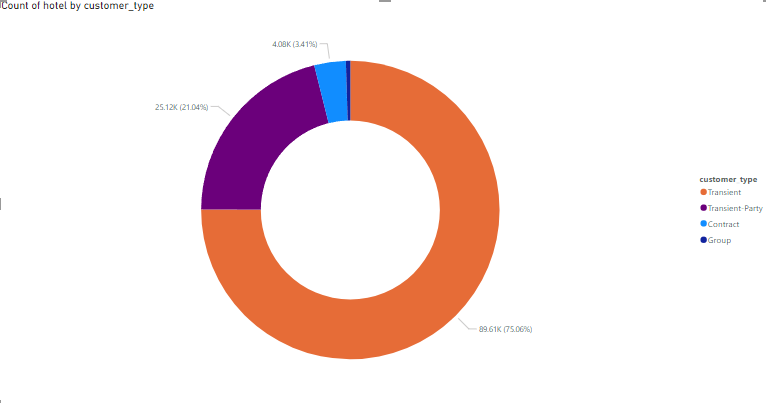 Count of hotel by customer_type
4.08K (3.41%)
25.12K (21.04%)
89.61K (75.06%)
customer_type
Transient
Transient-Party
Contract
Group